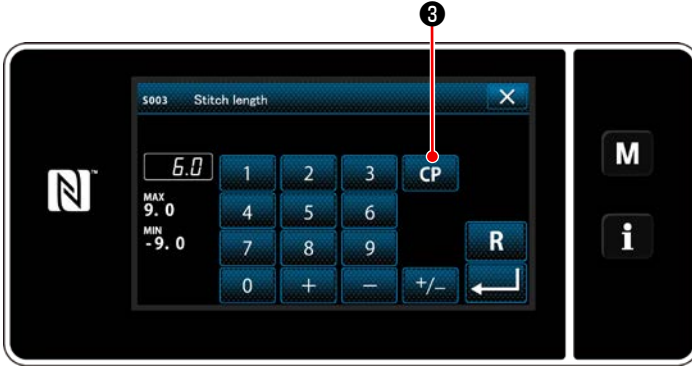 ❸
S003 Stitch length ×
6.0 1 2 3 CP
MAX
9.0 4 5 6
MIN
-9.0 7 8 9 R
0 + − +/− 
M
i
N™